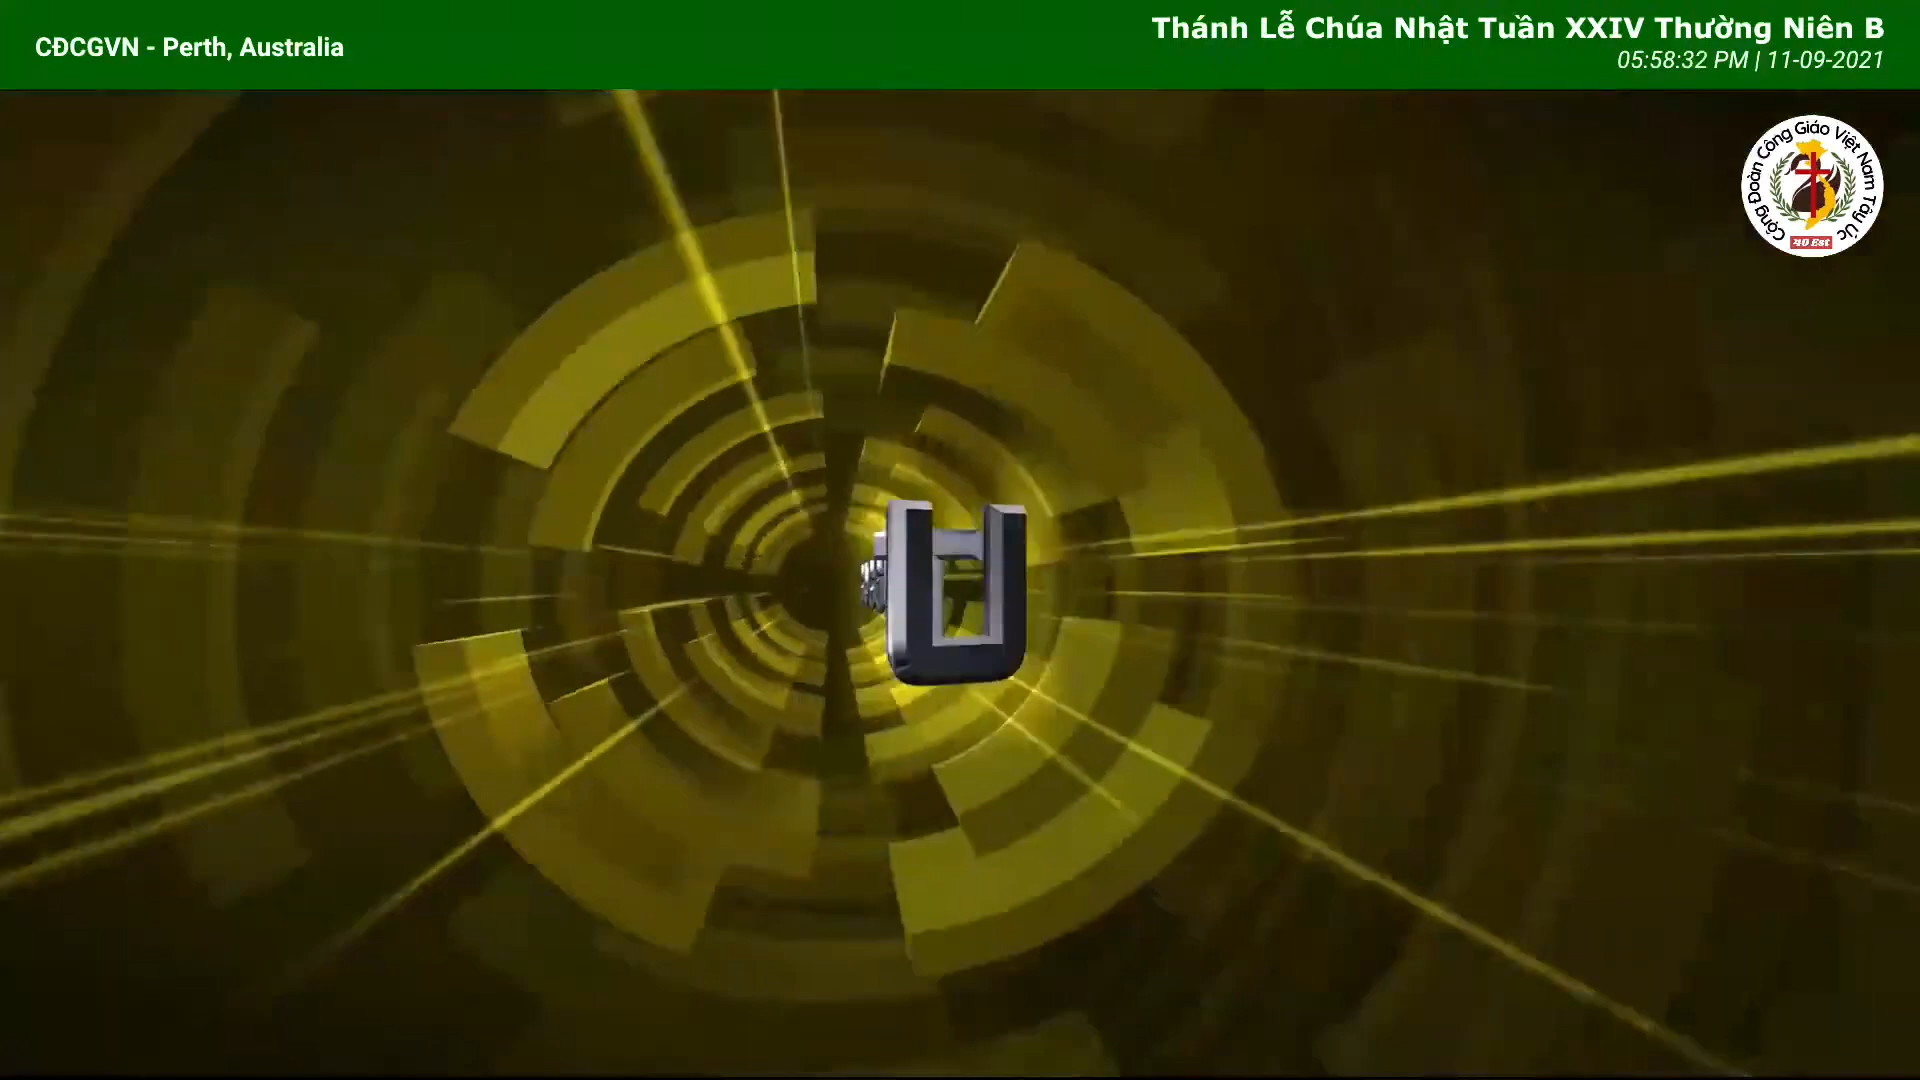 CĐCGVN - Perth, Australia
Thánh Lễ Chúa Nhật Tuần XXIV Thường Niên B
05:58:32 PM | 11-09-2021
Cộng Đoàn Công Giáo Việt Nam Tây Úc
40 Est
U